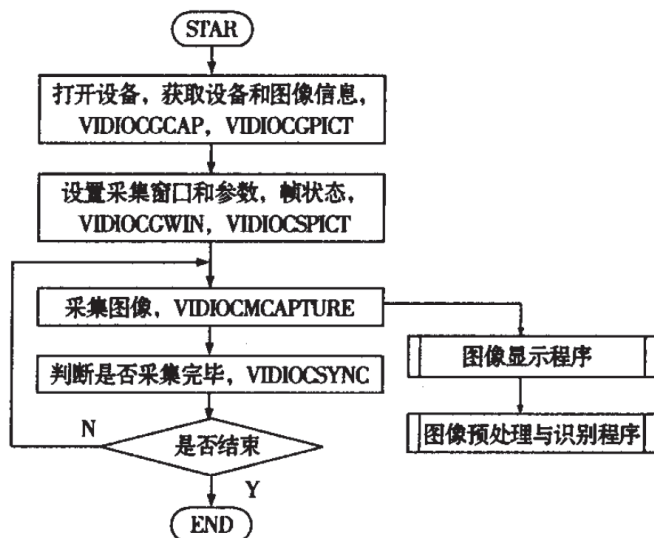 STAR
打开设备，获取设备和图像信息，
VIDIOCGCAP，VIDIOCGPICT
设置采集窗口和参数，帧状态，
VIDIOCGWIN，VIDIOCSPICT
采集图像，VIDIOCMCAPTURE
图像显示程序
判断是否采集完毕，VIDIOCSYNC
图像预处理与识别程序
N
是否结束
Y
END